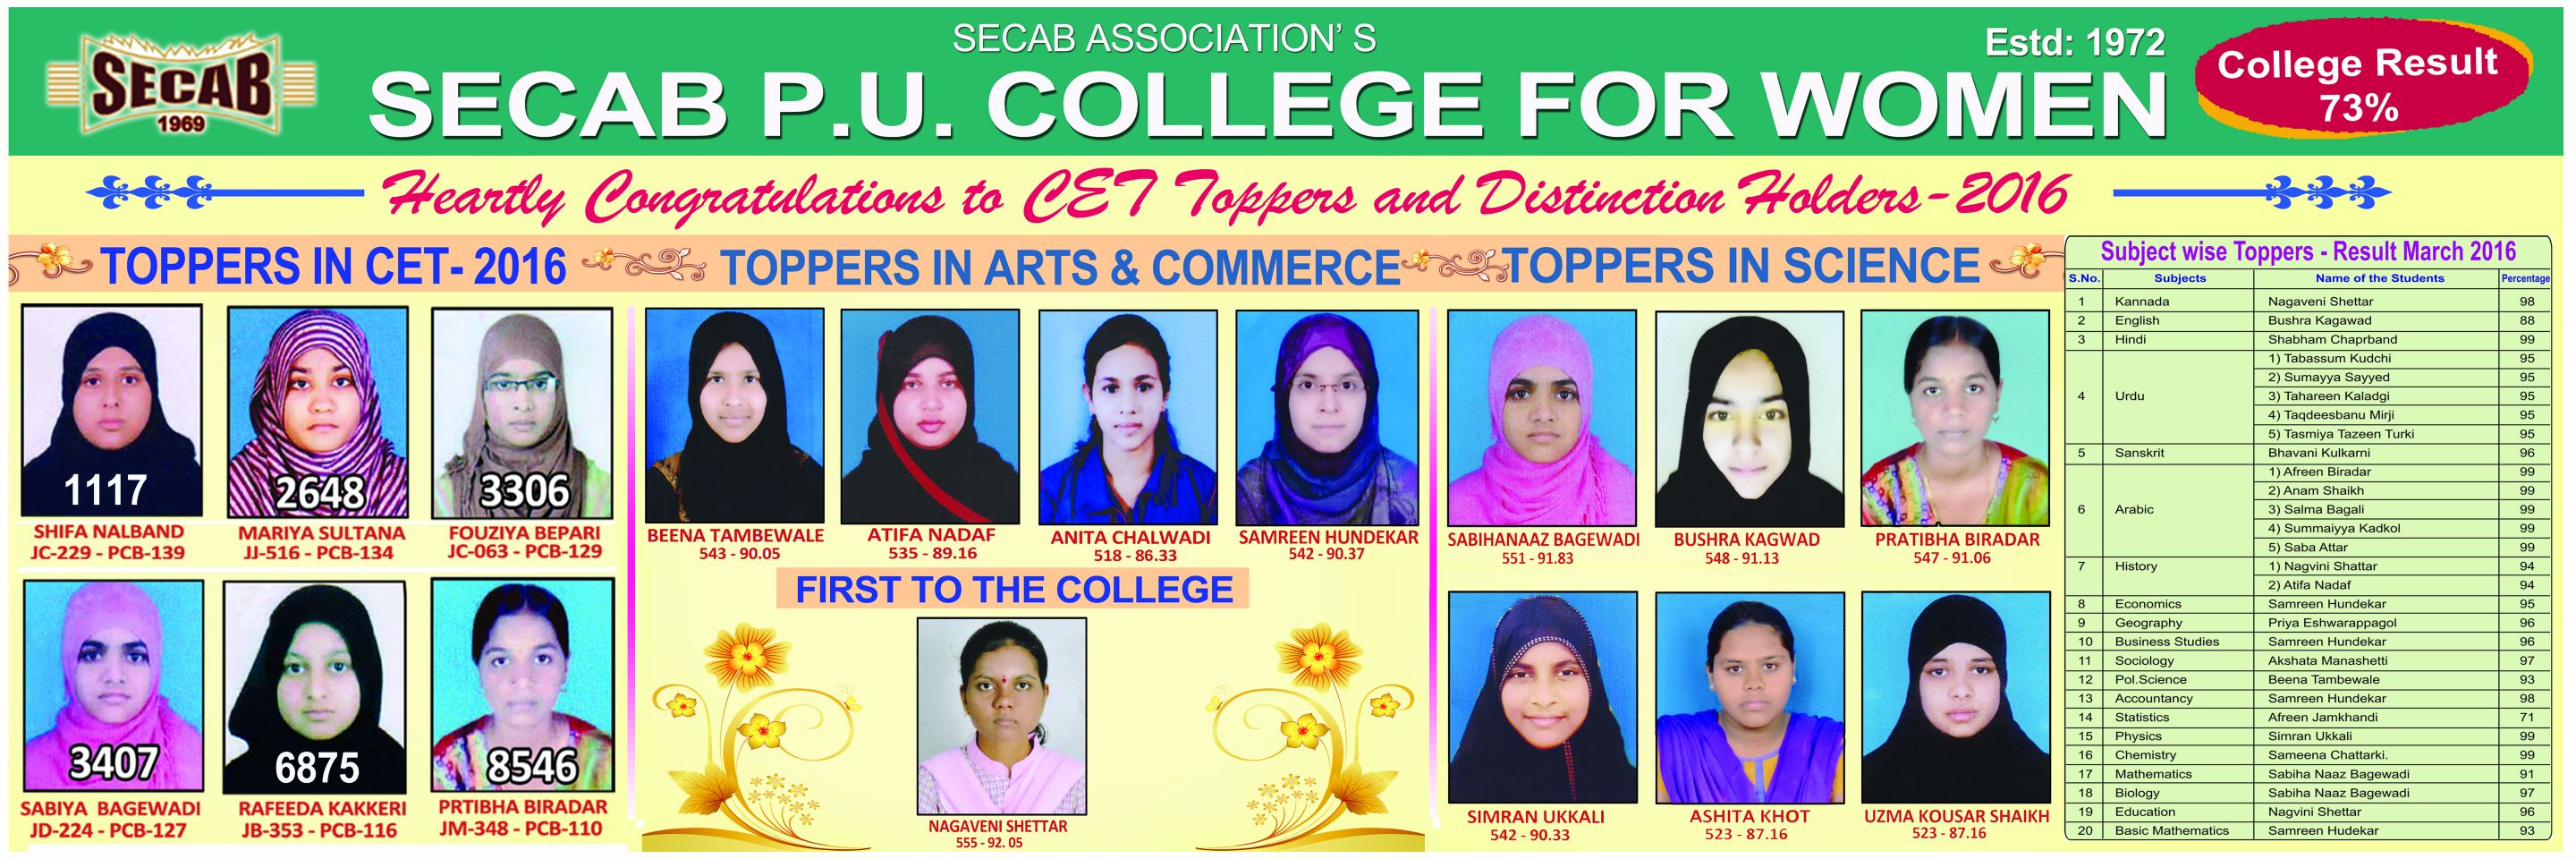 SECAB
1969
SECAB ASSOCIATION' S
Estd: 1972
SECAB P.U. COLLEGE FOR WOMEN
College Result
73%
Heartly Congratulations to CET Toppers and Distinction Holders-2016
TOPPERS IN CET- 2016
1117
2648
3306
SHIFA NALBAND
JC-229 - PCB-139
MARIYA SULTANA
JJ-516 - PCB-134
FOUZIYA BEPARI
JC-063 - PCB-129
3407
6875
8546
SABIYA BAGEWADI
JD-224 - PCB-127
RAFEEDA KAKKERI
JB-353 - PCB-116
PRTIBHA BIRADAR
JM-348 - PCB-110
TOPPERS IN ARTS & COMMERCE
BEENA TAMBEWALE
543 - 90.05
ATIFA NADAF
535 - 89.16
ANITA CHALWADI
518 - 86.33
SAMREEN HUNDEKAR
542 - 90.37
FIRST TO THE COLLEGE
NAGAVENI SHETTAR
555 - 92. 05
TOPPERS IN SCIENCE
SABIHANAAZ BAGEWADI
551 - 91.83
BUSHRA KAGWAD
548 - 91.13
PRATIBHA BIRADAR
547 - 91.06
SIMRAN UKKALI
542 - 90.33
ASHITA KHOT
523 - 87.16
UZMA KOUSAR SHAIKH
523 - 87.16
Subject wise Toppers - Result March 2016
S.No. Subjects Name of the Students Percentage
1 Kannada Nagaveni Shettar 98
2 English Bushra Kagawad 88
3 Hindi Shabham Chaprband 99
1) Tabassum Kudchi 95
2) Sumayya Sayyed 95
4 Urdu 3) Tahareen Kaladgi 95
4) Taqdeesbanu Mirji 95
5) Tasmiya Tazeen Turki 95
5 Sanskrit Bhavani Kulkarni 96
1) Afreen Biradar 99
2) Anam Shaikh 99
6 Arabic 3) Salma Bagali 99
4) Summaiyya Kadkol 99
5) Saba Attar 99
7 History 1) Nagvini Shattar 94
2) Atifa Nadaf 94
8 Economics Samreen Hundekar 95
9 Geography Priya Eshwarappagol 96
10 Business Studies Samreen Hundekar 96
11 Sociology Akshata Manashetti 97
12 Pol.Science Beena Tambewale 93
13 Accountancy Samreen Hundekar 98
14 Statistics Afreen Jamkhandi 71
15 Physics Simran Ukkali 99
16 Chemistry Sameena Chattarki. 99
17 Mathematics Sabiha Naaz Bagewadi 91
18 Biology Sabiha Naaz Bagewadi 97
19 Education Nagvini Shettar 96
20 Basic Mathematics Samreen Hudekar 93